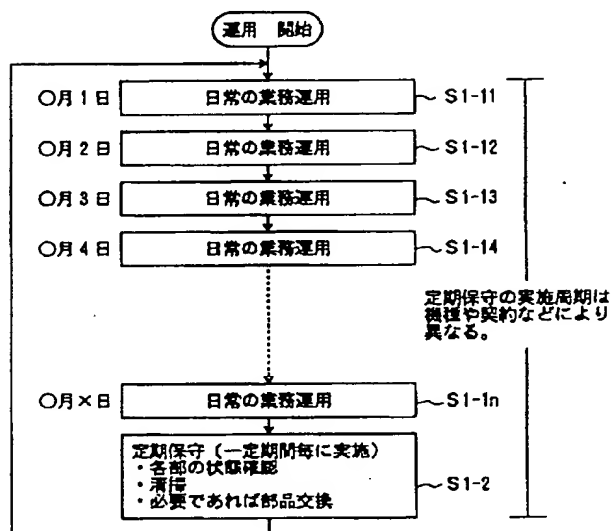 運用 開始
〇月1日 日常の業務運用 S1-11
〇月2日 日常の業務運用 S1-12
〇月3日 日常の業務運用 S1-13
〇月4日 日常の業務運用 S1-14
定期保守の実施周期は
機種や契約などにより
異なる。
〇月×日 日常の業務運用 S1-1n
定期保守(一定期間毎に実施)
・各部の状態確認
・清掃
・必要であれば部品交換
S1-2